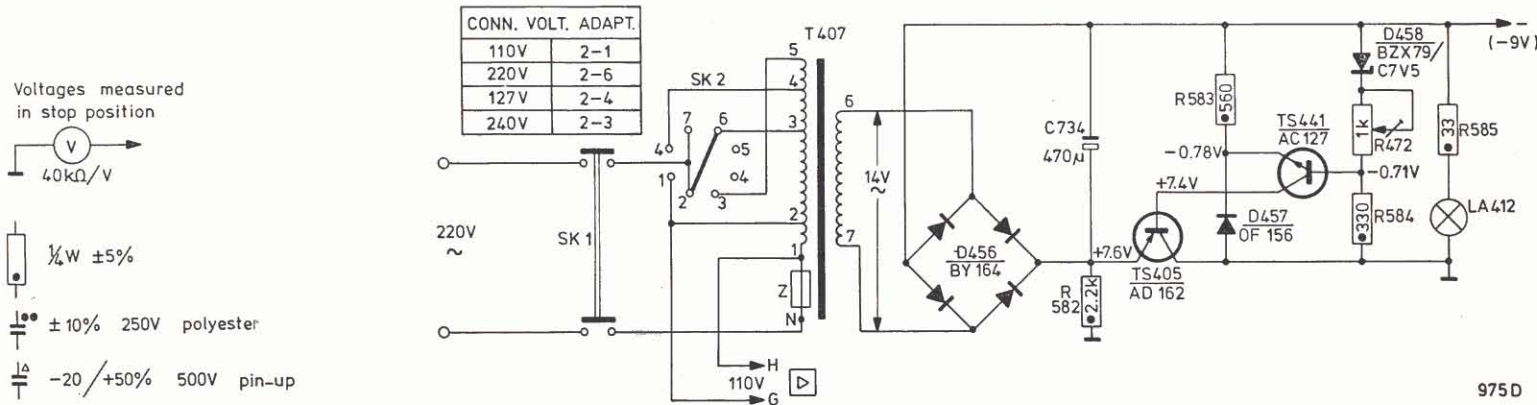 CONN. VOLT. ADAPT.
110V 2-1
220V 2-6
127V 2-4
240V 2-3
Voltages measured
in stop position
V
40kΩ/V
¼W ±5%
±10% 250V polyester
-20/+50% 500V pin-up
220V
~
SK 1
SK 2
7
6
4
5
1
4
2
3
T407
5
4
3
2
1
Z
N
H
110V
G
6
14V
~
7
D456
BY 164
C734
470μ
+7.6V
R
582
2.2k
R583
560
-0.78V
+7.4V
TS405
AD 162
D457
OF 156
TS441
AC127
D458
BZX79/
C7V5
1k
R472
-0.71V
330
R584
33
R585
LA412
-
(-9V)
975D